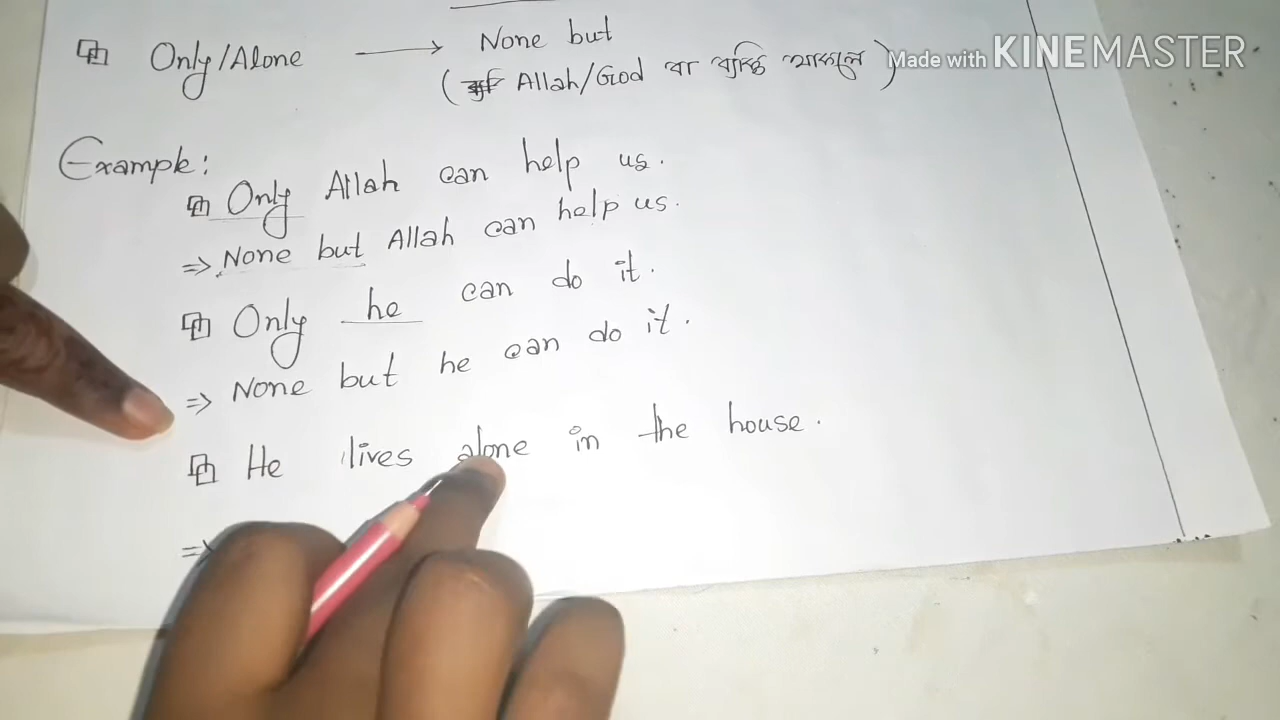 Only/Alone → None but
( Allah/God বা ব্যক্তি থাকলে)
Made with KINEMASTER
Example:
Only Allah can help us.
⇒ None but Allah can help us.
Only he can do it.
⇒ None but he can do it.
He lives alone in the house.
⇒